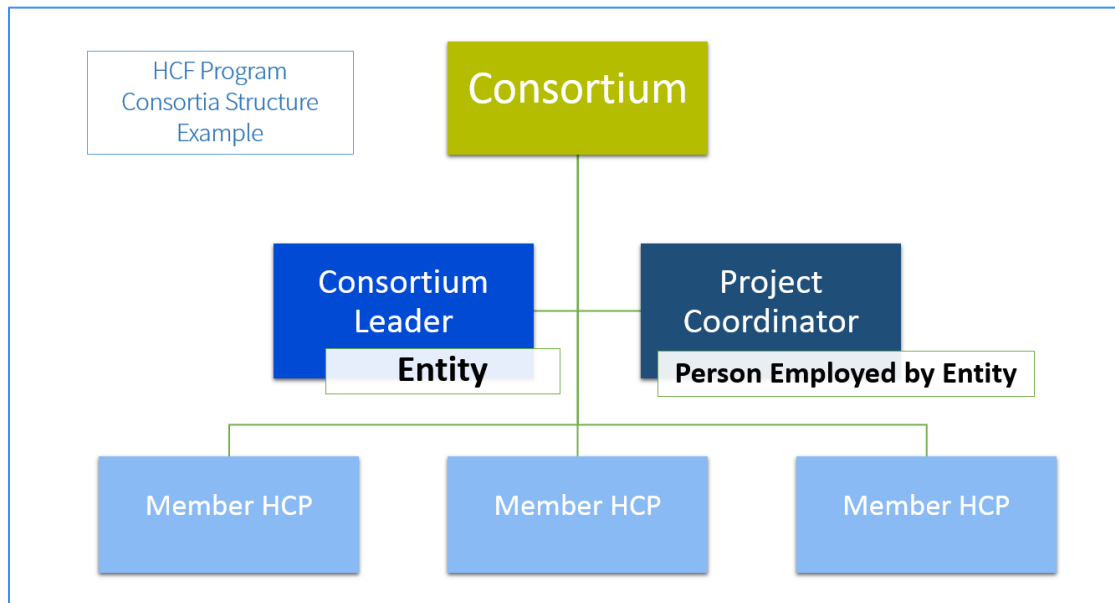 HCF Program
Consortia Structure
Example
Consortium
Consortium
Leader
Entity
Project
Coordinator
Person Employed by Entity
Member HCP
Member HCP
Member HCP